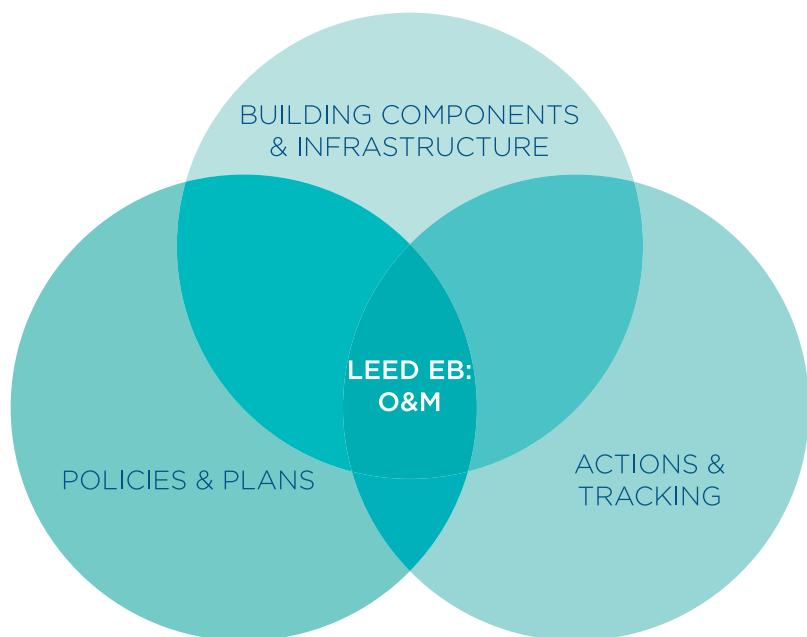 BUILDING COMPONENTS
& INFRASTRUCTURE
LEED EB:
O&M
POLICIES & PLANS
ACTIONS &
TRACKING